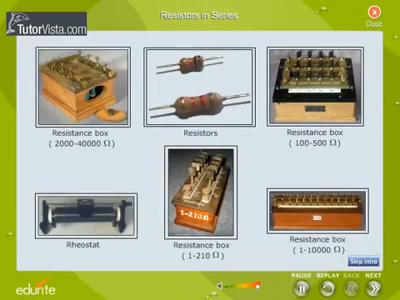 TutorVista.com
Resistors in Series
Close
Resistance box
( 2000-40000 Ω )
Resistors
Resistance box
( 100-500 Ω )
Rheostat
1-210Ω
Resistance box
( 1-210 Ω )
Resistance box
( 1-10000 Ω )
Skip intro
edurite
PAUSE REPLAY BACK NEXT